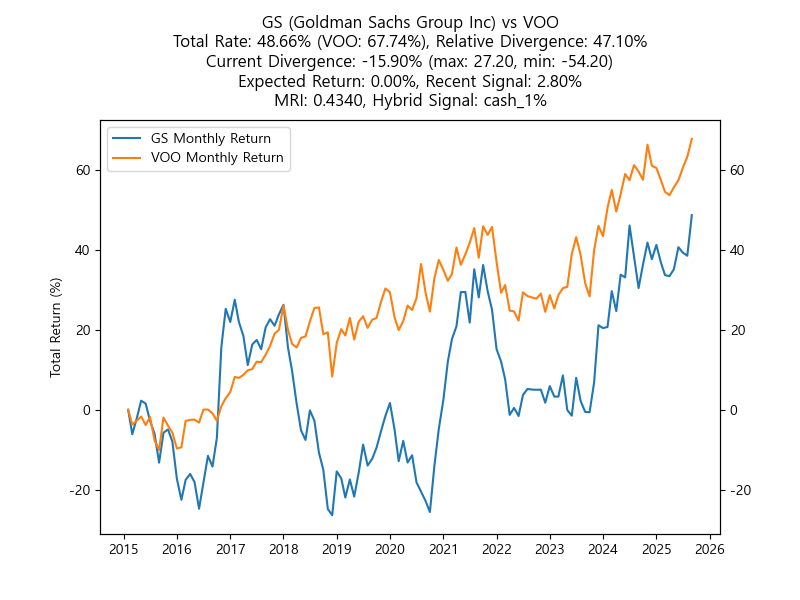 GS (Goldman Sachs Group Inc) vs VOO
Total Rate: 48.66% (VOO: 67.74%), Relative Divergence: 47.10%
Current Divergence: -15.90% (max: 27.20, min: -54.20)
Expected Return: 0.00%, Recent Signal: 2.80%
MRI: 0.4340, Hybrid Signal: cash_1%
GS Monthly Return
VOO Monthly Return
Total Return (%)
60
40
20
0
-20
60
40
20
0
-20
2015 2016 2017 2018 2019 2020 2021 2022 2023 2024 2025 2026